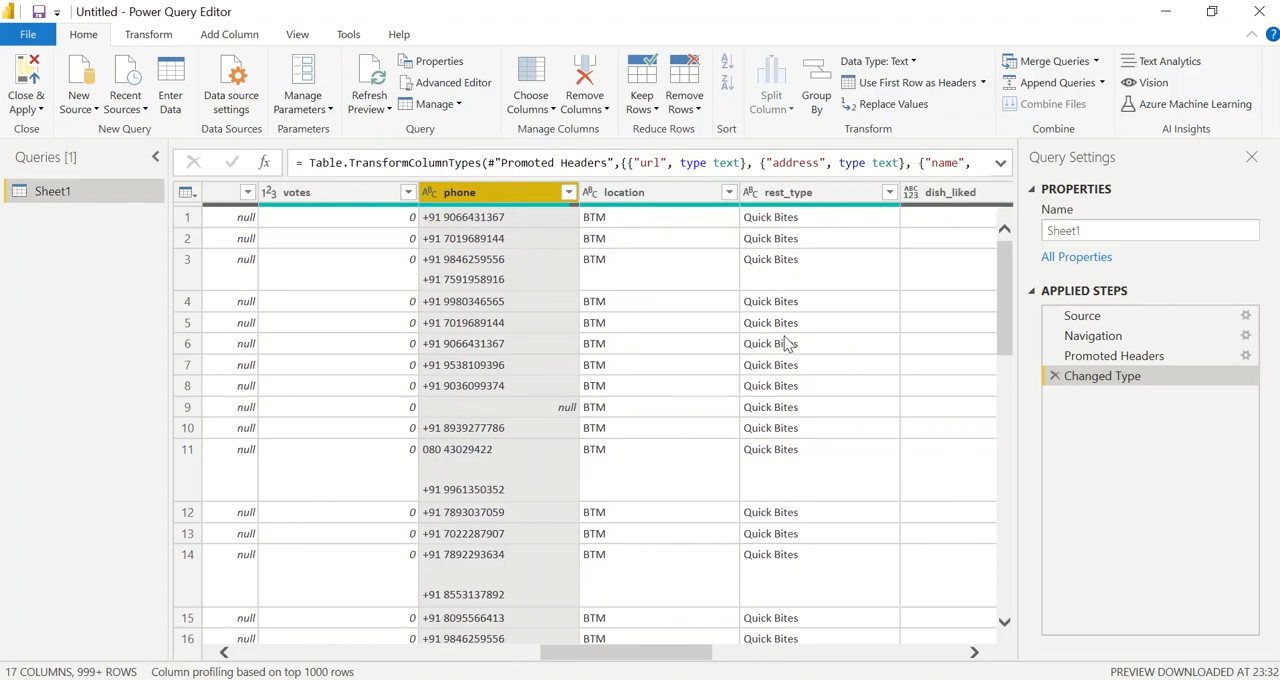 Untitled - Power Query Editor
File Home Transform Add Column View Tools Help
Close & Apply
New Source
Recent Sources
Enter Data
Data source settings
Manage Parameters
Refresh Preview
Properties
Advanced Editor
Manage
Choose Columns
Remove Columns
Keep Rows
Remove Rows
Split Column
Group By
Data Type: Text
Use First Row as Headers
Replace Values
Merge Queries
Append Queries
Combine Files
Text Analytics
Vision
Azure Machine Learning
Close New Query Data Sources Parameters Query Manage Columns Reduce Rows Sort Transform Combine AI Insights
Queries [1]
Sheet1
fx = Table.TransformColumnTypes(#"Promoted Headers",{{"url", type text}, {"address", type text}, {"name",
votes phone location rest_type dish_liked
1 null 0 +91 9066431367 BTM Quick Bites
2 null 0 +91 7019689144 BTM Quick Bites
3 null 0 +91 9846259556 BTM Quick Bites
+91 7591958916
4 null 0 +91 9980346565 BTM Quick Bites
5 null 0 +91 7019689144 BTM Quick Bites
6 null 0 +91 9066431367 BTM Quick Bites
7 null 0 +91 9538109396 BTM Quick Bites
8 null 0 +91 9036099374 BTM Quick Bites
9 null 0 null BTM Quick Bites
10 null 0 +91 8939277786 BTM Quick Bites
11 null 0 080 43029422 BTM Quick Bites
+91 9961350352
12 null 0 +91 7893037059 BTM Quick Bites
13 null 0 +91 7022287907 BTM Quick Bites
14 null 0 +91 7892293634 BTM Quick Bites
+91 8553137892
15 null 0 +91 8095566413 BTM Quick Bites
16 null 0 +91 9846259556 BTM Quick Bites
Query Settings
PROPERTIES
Name
Sheet1
All Properties
APPLIED STEPS
Source
Navigation
Promoted Headers
Changed Type
17 COLUMNS, 999+ ROWS Column profiling based on top 1000 rows PREVIEW DOWNLOADED AT 23:32